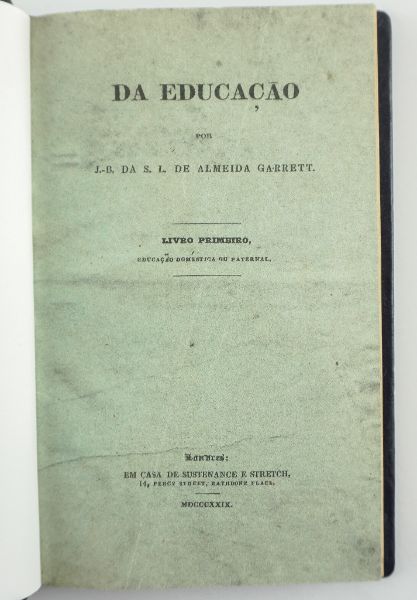 DA EDUCAÇÃO
POR
J.-B. DA S. L. DE ALMEIDA GARRETT.
LIVRO PRIMEIRO,
EDUCAÇÃO DOMÉSTICA OU PATERNAL.
Londres:
EM CASA DE SUSTENANCE E STRETCH,
14, PERCY STREET, RATHBONE PLACE.
MDCCCXXIX.